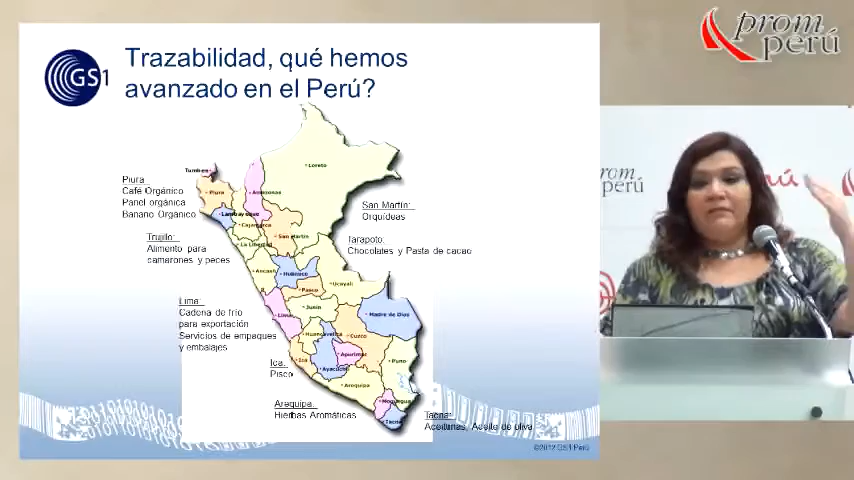 GS1
Trazabilidad, qué hemos
avanzado en el Perú?
prom
perú
Piura
Café Orgánico
Panel orgánica
Banano Orgánico
Trujillo:
Alimento para
camarones y peces
Lima:
Cadena de frío
para exportación
Servicios de empaques
y embalajes
Ica:
Pisco
Arequipa:
Hierbas Aromáticas
San Martín:
Orquídeas
Tarapoto:
Chocolates y Pasta de cacao
Tacna:
Aceitunas, Aceite de oliva
Tumbes
Piura
Loreto
Amazonas
Lambayeque
Cajamarca
San Martín
La Libertad
Ancash
Huánuco
Ucayali
Pasco
Junín
Lima
Madre de Dios
Huancavelica
Cuzco
Ica
Apurímac
Ayacucho
Puno
Arequipa
Moquegua
Tacna
©2012 GS1 Perú
prom
perú